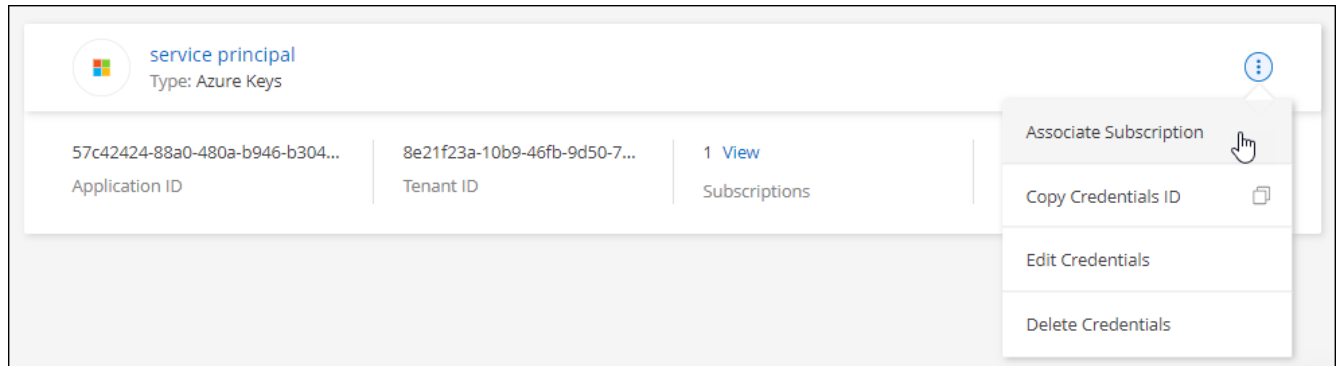 service principal
Type: Azure Keys
57c42424-88a0-480a-b946-b304...
Application ID
8e21f23a-10b9-46fb-9d50-7...
Tenant ID
1 View
Subscriptions
Associate Subscription
Copy Credentials ID
Edit Credentials
Delete Credentials